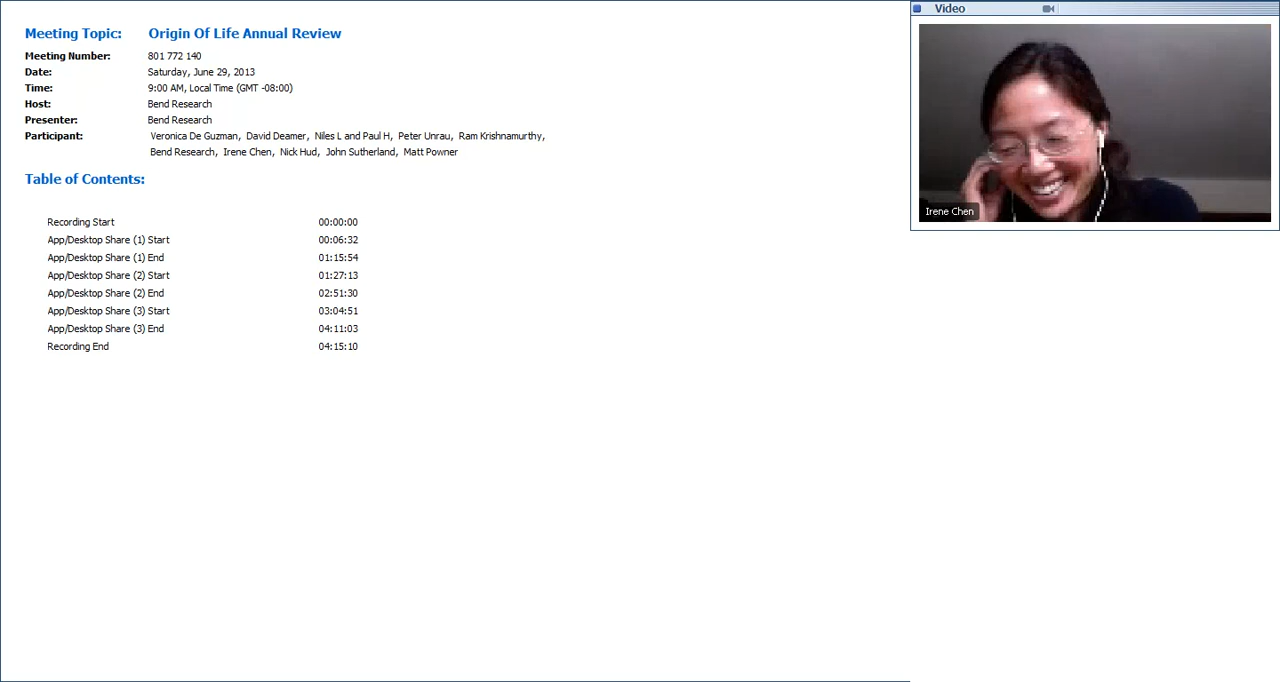 Meeting Topic: Origin Of Life Annual Review
Meeting Number: 801 772 140
Date: Saturday, June 29, 2013
Time: 9:00 AM, Local Time (GMT -08:00)
Host: Bend Research
Presenter: Bend Research
Participant: Veronica De Guzman, David Deamer, Niles L and Paul H, Peter Unrau, Ram Krishnamurthy,
Bend Research, Irene Chen, Nick Hud, John Sutherland, Matt Powner
Table of Contents:
Recording Start 00:00:00
App/Desktop Share (1) Start 00:06:32
App/Desktop Share (1) End 01:15:54
App/Desktop Share (2) Start 01:27:13
App/Desktop Share (2) End 02:51:30
App/Desktop Share (3) Start 03:04:51
App/Desktop Share (3) End 04:11:03
Recording End 04:15:10
Video
Irene Chen